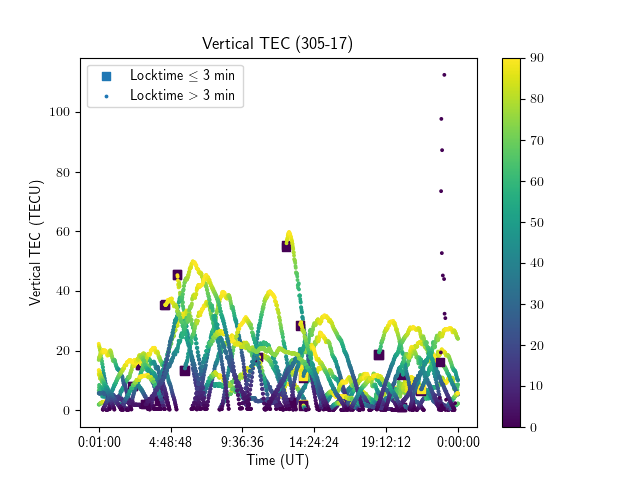 Vertical TEC (305-17)
Locktime ≤ 3 min
Locktime > 3 min
Vertical TEC (TECU)
100
80
60
40
20
0
0:01:00 4:48:48 9:36:36 14:24:24 19:12:12 0:00:00
Time (UT)
90
80
70
60
50
40
30
20
10
0